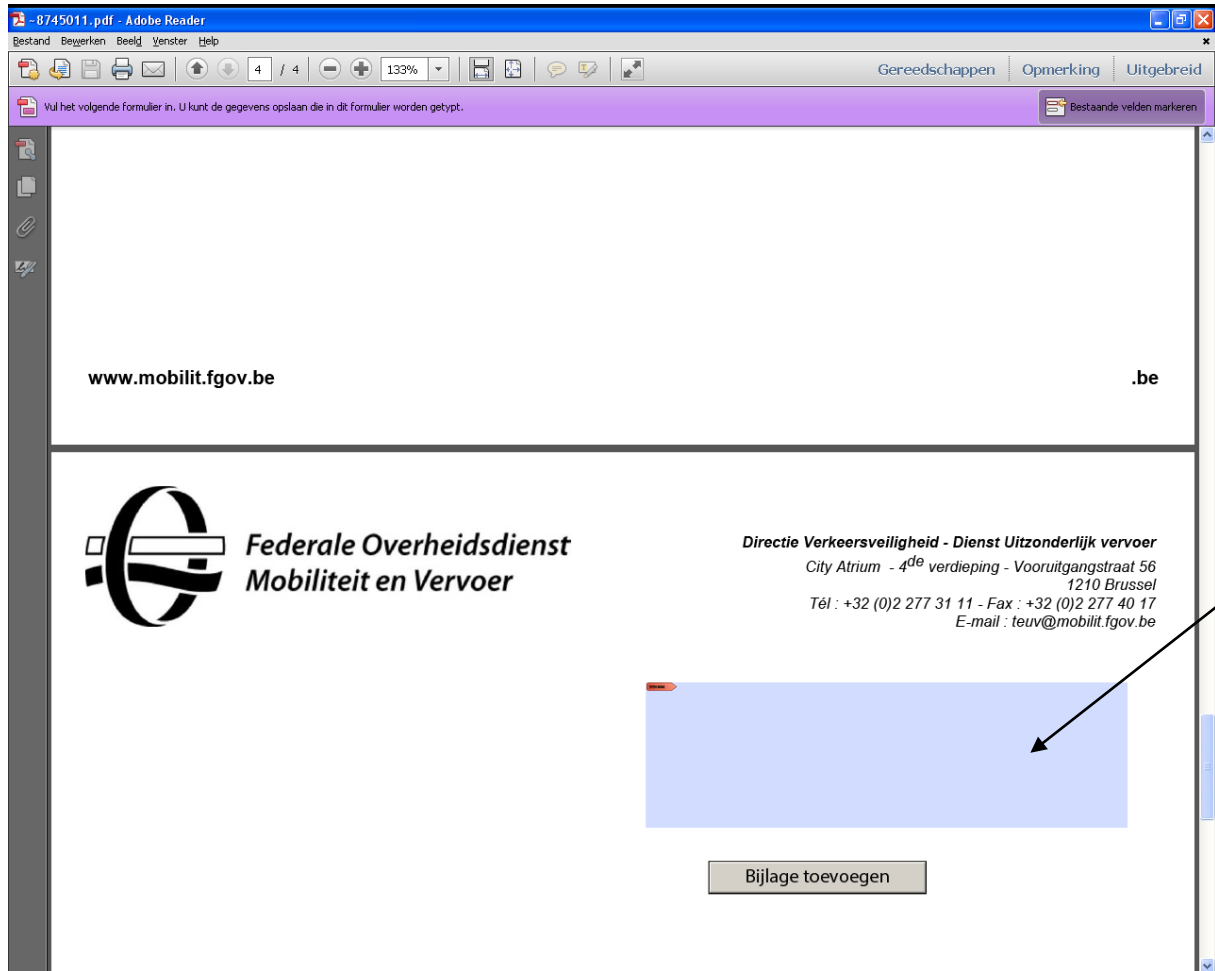 ~8745011.pdf - Adobe Reader
Bestand Bewerken Beeld Venster Help
4 / 4 133% Gereedschappen Opmerking Uitgebreid
Vul het volgende formulier in. U kunt de gegevens opslaan die in dit formulier worden getypt. Bestaande velden markeren
www.mobilit.fgov.be .be
Federale Overheidsdienst
Mobiliteit en Vervoer
Directie Verkeersveiligheid - Dienst Uitzonderlijk vervoer
City Atrium - 4de verdieping - Vooruitgangstraat 56
1210 Brussel
Tél : +32 (0)2 277 31 11 - Fax : +32 (0)2 277 40 17
E-mail : teuv@mobilit.fgov.be
Bijlage toevoegen